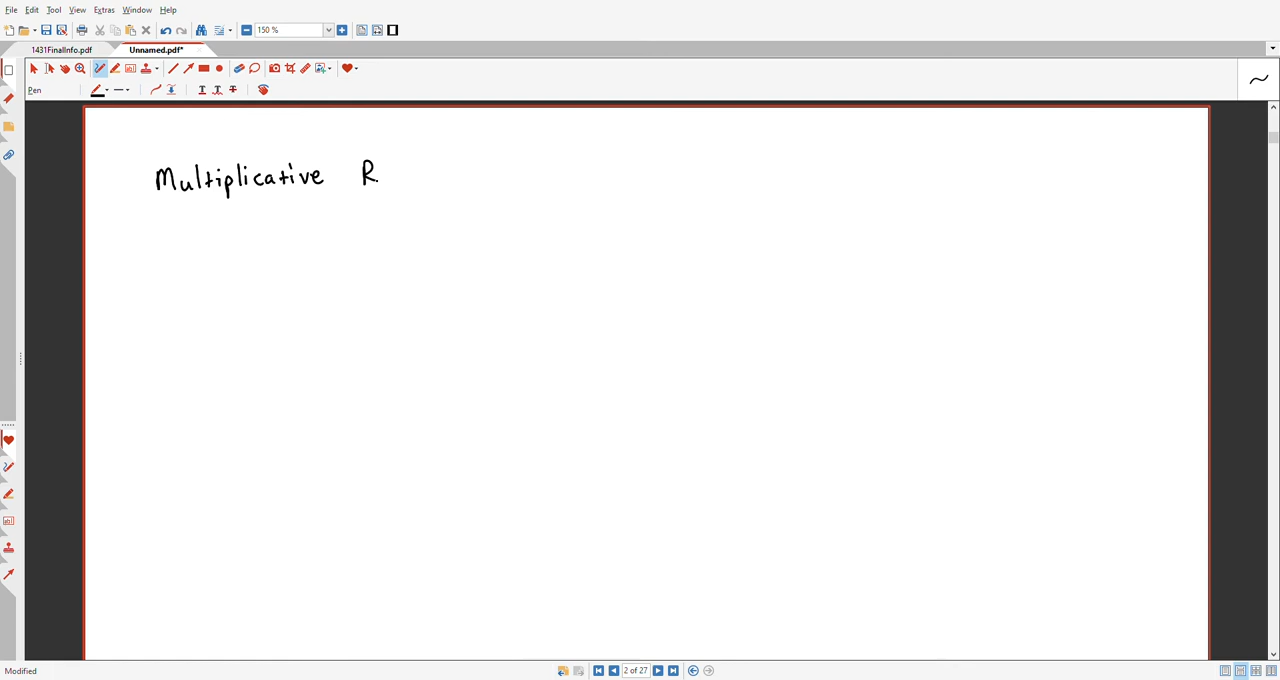 File Edit Tool View Extras Window Help
150 %
1431FinalInfo.pdf Unnamed.pdf*
Pen
Multiplicative R
Modified
2 of 27